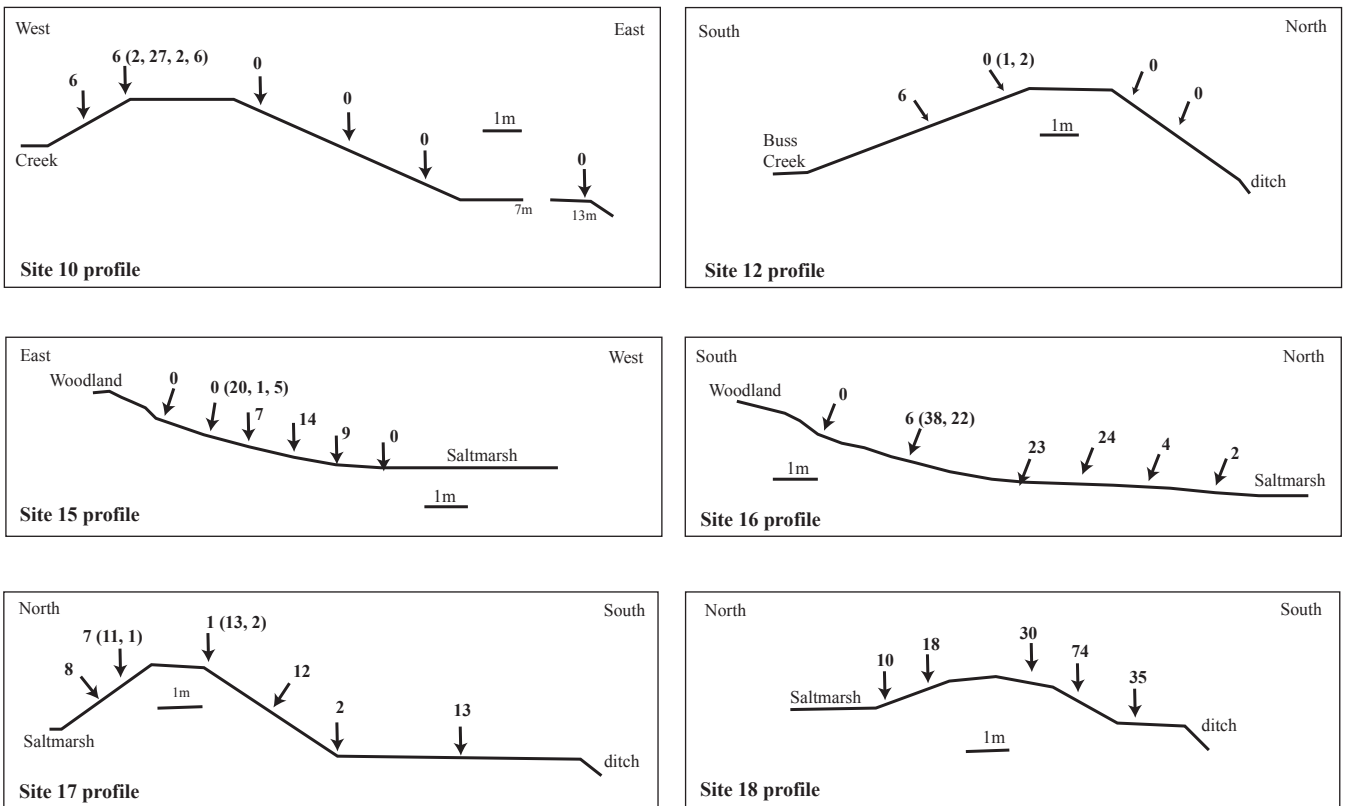 West
East
6
6 (2, 27, 2, 6)
0
0
0
0
1m
Creek
7m
13m
Site 10 profile
South
North
6
0 (1, 2)
0
0
1m
Buss
Creek
ditch
Site 12 profile
East
West
Woodland
0
0 (20, 1, 5)
7
14
9
0
Saltmarsh
1m
Site 15 profile
South
North
Woodland
0
6 (38, 22)
23
24
4
2
1m
Saltmarsh
Site 16 profile
North
South
8
7 (11, 1)
1 (13, 2)
12
2
13
1m
Saltmarsh
ditch
Site 17 profile
North
South
10
18
30
74
35
Saltmarsh
1m
ditch
Site 18 profile